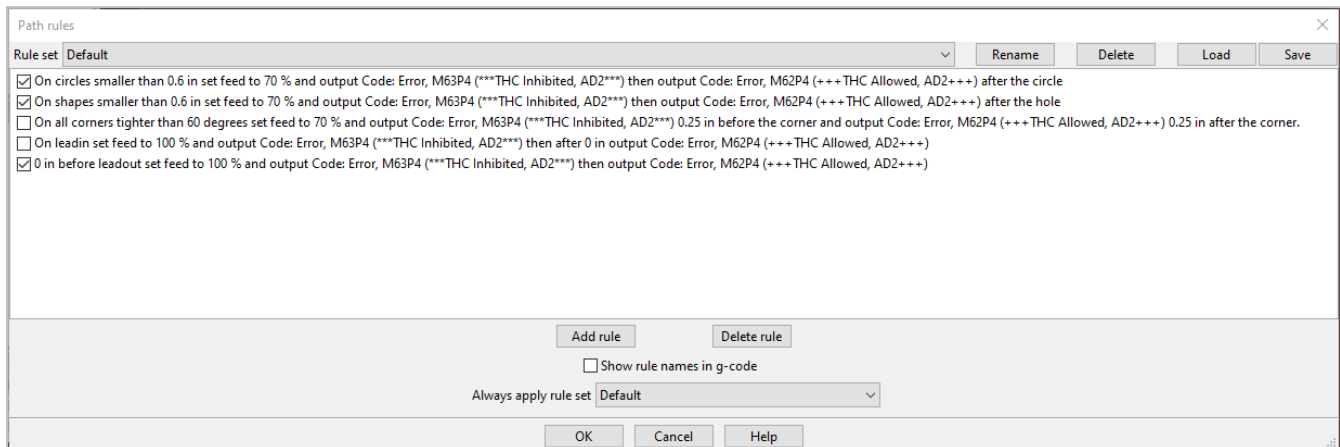 Path rules
Rule set Default Rename Delete Load Save
On circles smaller than 0.6 in set feed to 70 % and output Code: Error, M63P4 (***THC Inhibited, AD2***) then output Code: Error, M62P4 (+++THC Allowed, AD2+++) after the circle
On shapes smaller than 0.6 in set feed to 70 % and output Code: Error, M63P4 (***THC Inhibited, AD2***) then output Code: Error, M62P4 (+++THC Allowed, AD2+++) after the hole
On all corners tighter than 60 degrees set feed to 70 % and output Code: Error, M63P4 (***THC Inhibited, AD2***) 0.25 in before the corner and output Code: Error, M62P4 (+++THC Allowed, AD2+++) 0.25 in after the corner.
On leadin set feed to 100 % and output Code: Error, M63P4 (***THC Inhibited, AD2***) then after 0 in output Code: Error, M62P4 (+++THC Allowed, AD2+++)
0 in before leadout set feed to 100 % and output Code: Error, M63P4 (***THC Inhibited, AD2***) then output Code: Error, M62P4 (+++THC Allowed, AD2+++)
Add rule Delete rule
Show rule names in g-code
Always apply rule set Default
OK Cancel Help